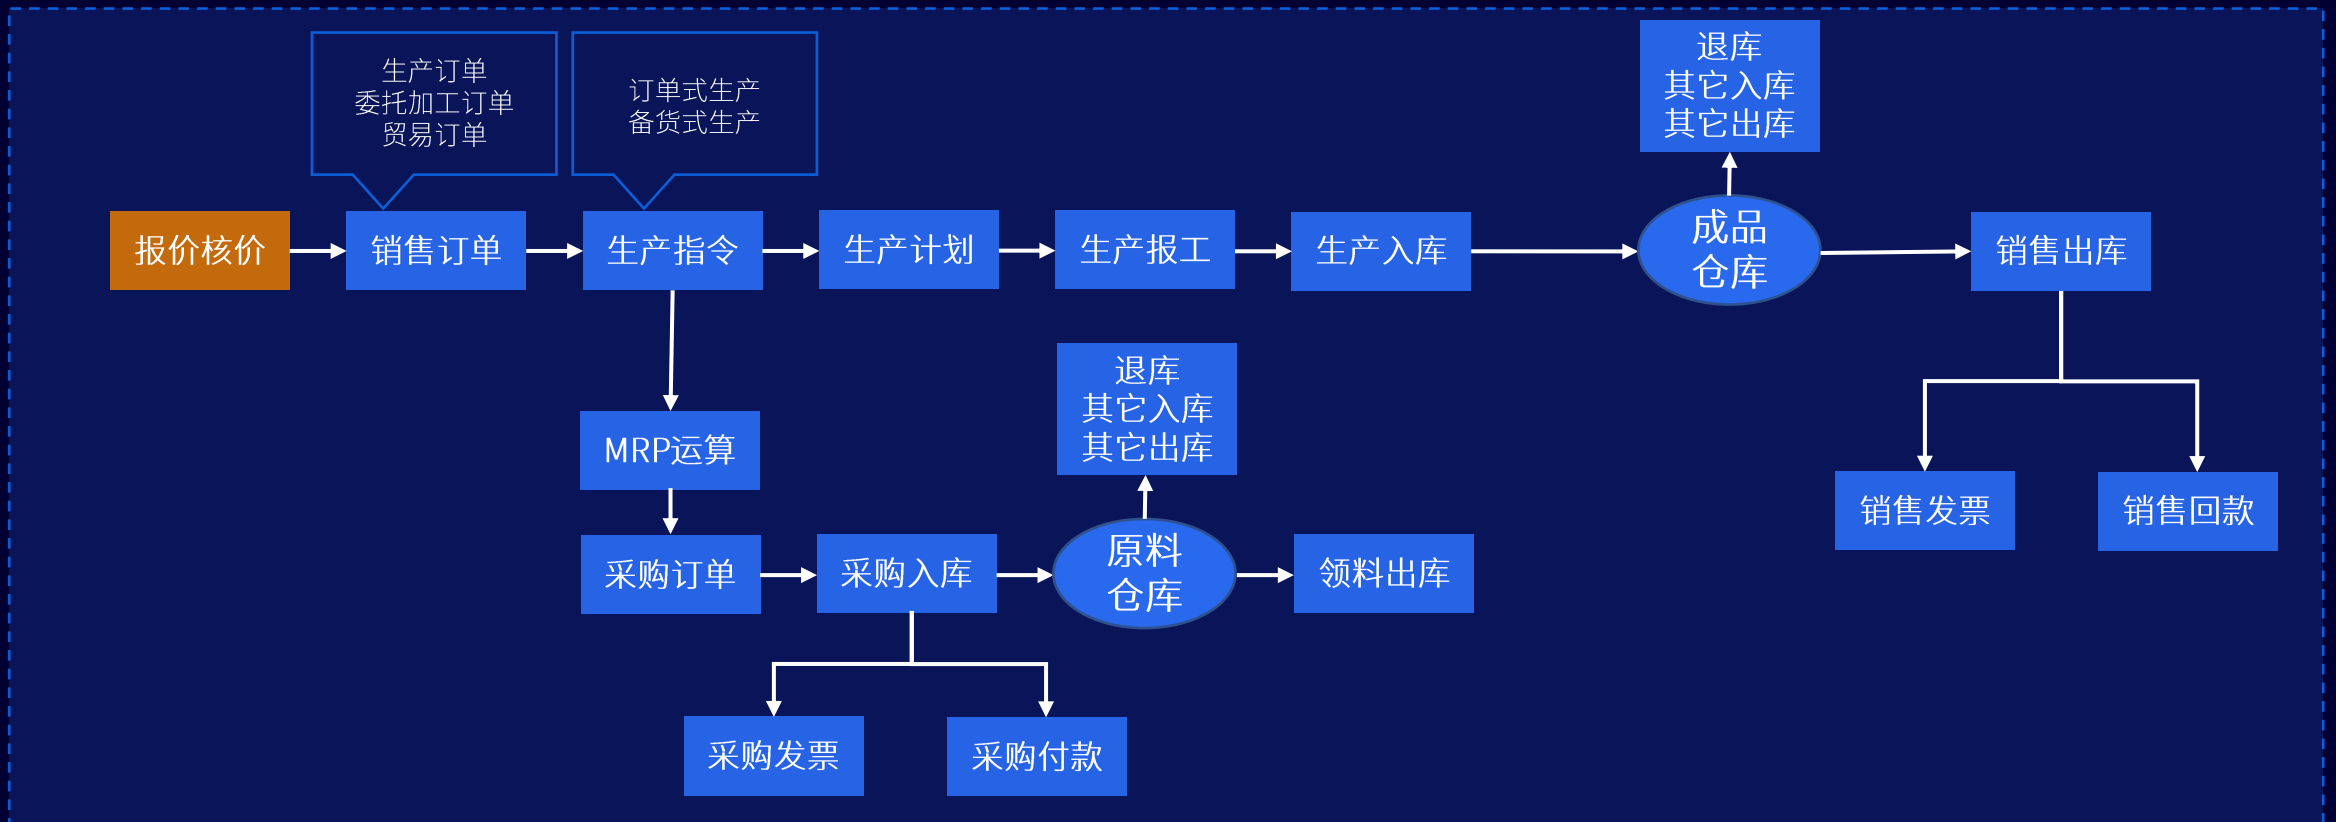 生产订单
委托加工订单
贸易订单
订单式生产
备货式生产
退库
其它入库
其它出库
报价核价
销售订单
生产指令
生产计划
生产报工
生产入库
成品
仓库
销售出库
退库
其它入库
其它出库
MRP运算
销售发票
销售回款
采购订单
采购入库
原料
仓库
领料出库
采购发票
采购付款